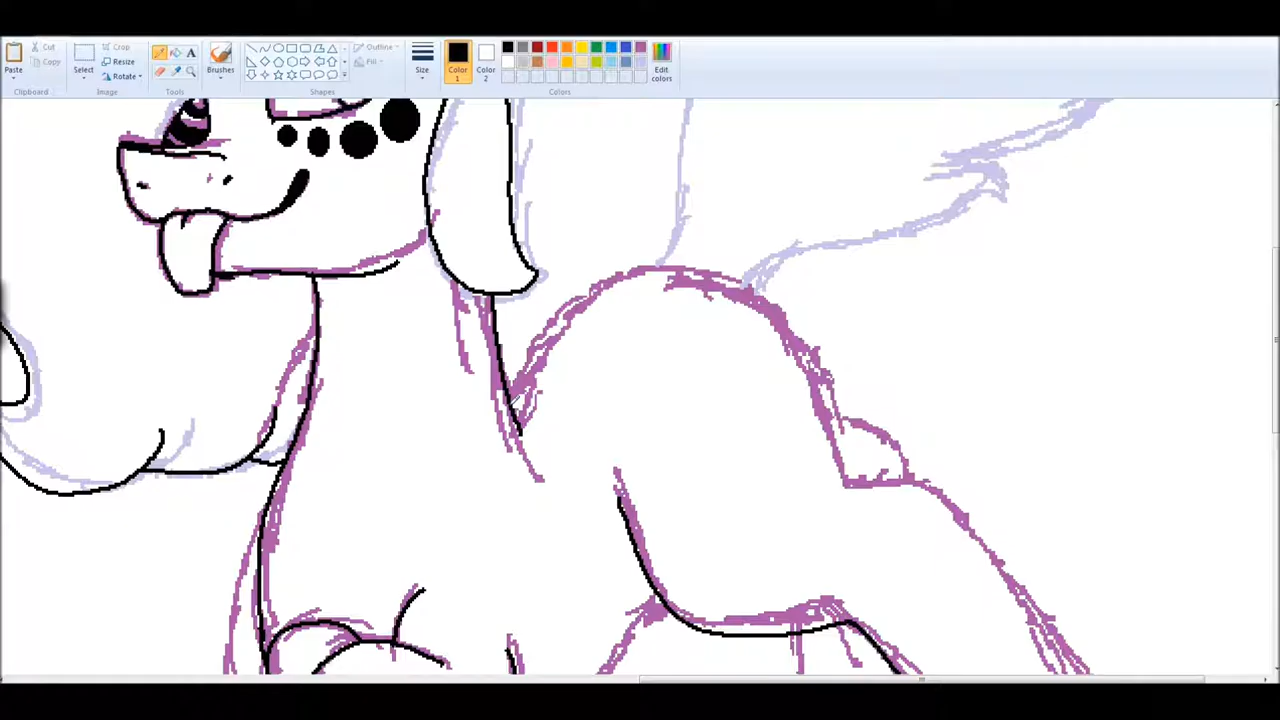 Cut
Copy
Paste
Clipboard
Crop
Resize
Rotate
Select
Image
A
Tools
Brushes
Outline
Fill
Shapes
Size
Color
1
Color
2
Edit
colors
Colors